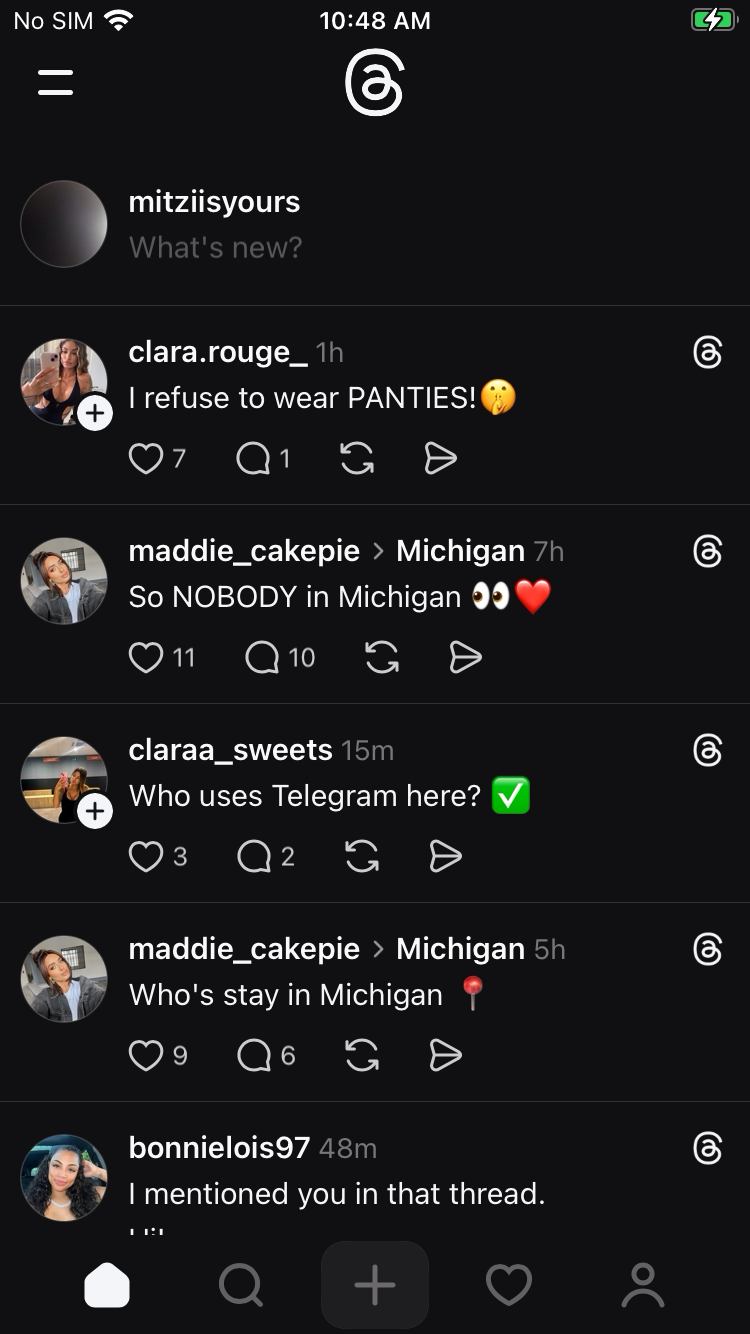 No SIM 10:48 AM
mitziisyours
What's new?
clara.rouge_ 1h
I refuse to wear PANTIES!🤫
7 1
maddie_cakepie > Michigan 7h
So NOBODY in Michigan 👀❤️
11 10
claraa_sweets 15m
Who uses Telegram here? ✅
3 2
maddie_cakepie > Michigan 5h
Who's stay in Michigan 📍
9 6
bonnielois97 48m
I mentioned you in that thread.